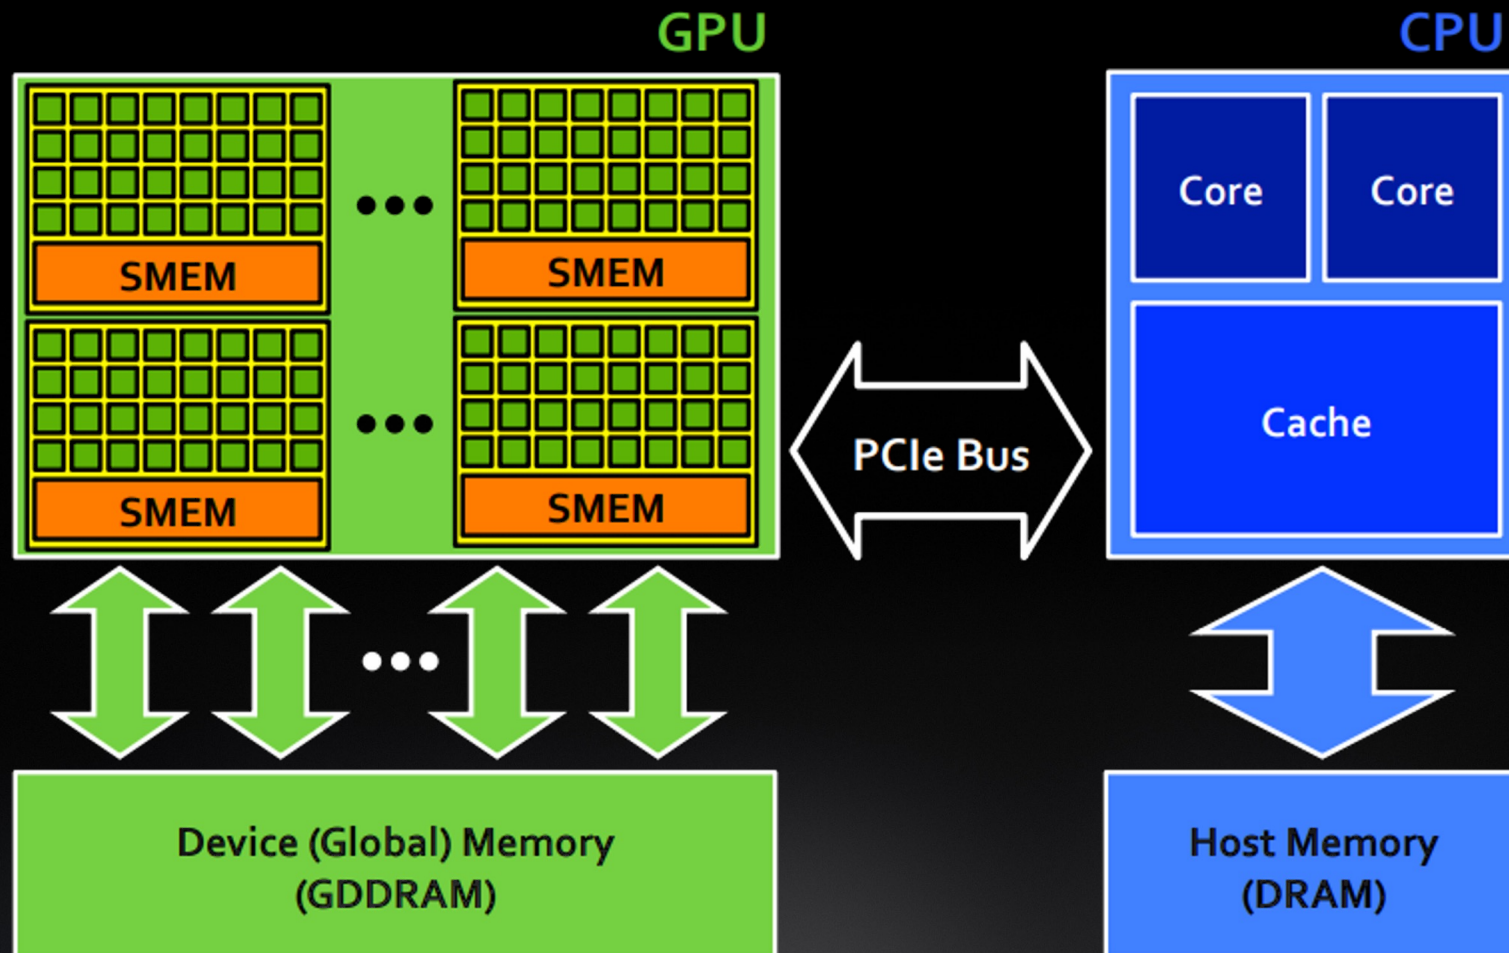 GPU
CPU
SMEM
SMEM
SMEM
SMEM
PCIe Bus
Core
Core
Cache
Device (Global) Memory
(GDDRAM)
Host Memory
(DRAM)